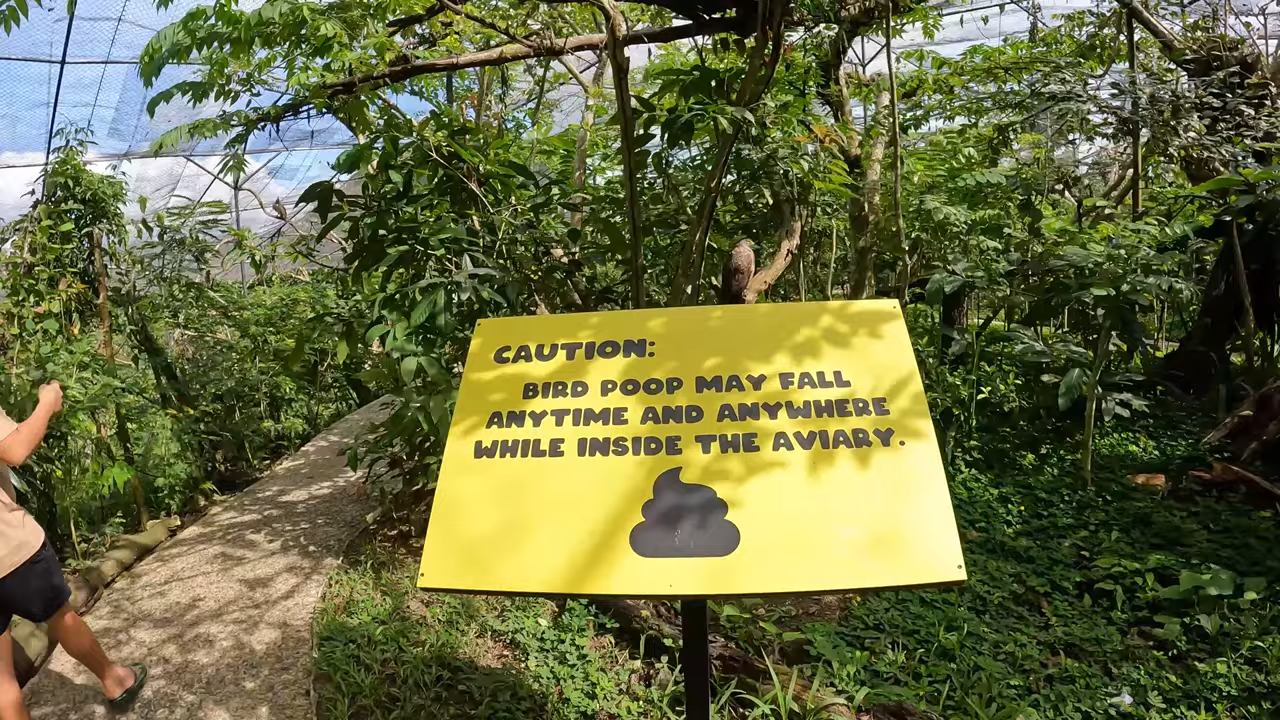 CAUTION:
BIRD POOP MAY FALL
ANYTIME AND ANYWHERE
WHILE INSIDE THE AVIARY.